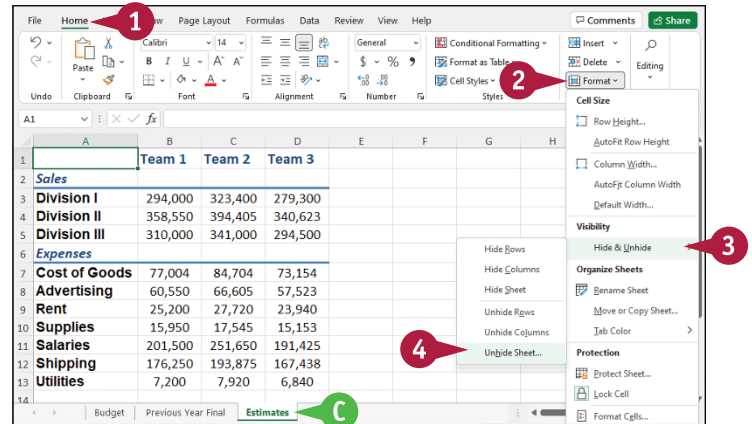 File Home Page Layout Formulas Data Review View Help Comments Share
1
Calibri 14 General Conditional Formatting Insert
Paste B I U A A $ % 9 Format as Table Delete Editing
A Cell Styles Format
2
Undo Clipboard Font Alignment Number Styles
A1 fx
A B C D E F G H
1 Team 1 Team 2 Team 3
2 Sales
3 Division I 294,000 323,400 279,300
4 Division II 358,550 394,405 340,623
5 Division III 310,000 341,000 294,500
6 Expenses
7 Cost of Goods 77,004 84,704 73,154
8 Advertising 60,550 66,605 57,523
9 Rent 25,200 27,720 23,940
10 Supplies 15,950 17,545 15,153
11 Salaries 201,500 251,650 191,425
12 Shipping 176,250 193,875 167,438
13 Utilities 7,200 7,920 6,840
14
Budget Previous Year Final Estimates
C
Cell Size
Row Height...
AutoFit Row Height
Column Width...
AutoFit Column Width
Default Width...
Visibility
Hide & Unhide
3
Organize Sheets
Rename Sheet
Move or Copy Sheet...
Tab Color
Protection
Protect Sheet...
Lock Cell
Format Cells...
Hide Rows
Hide Columns
Hide Sheet
Unhide Rows
Unhide Columns
Unhide Sheet...
4